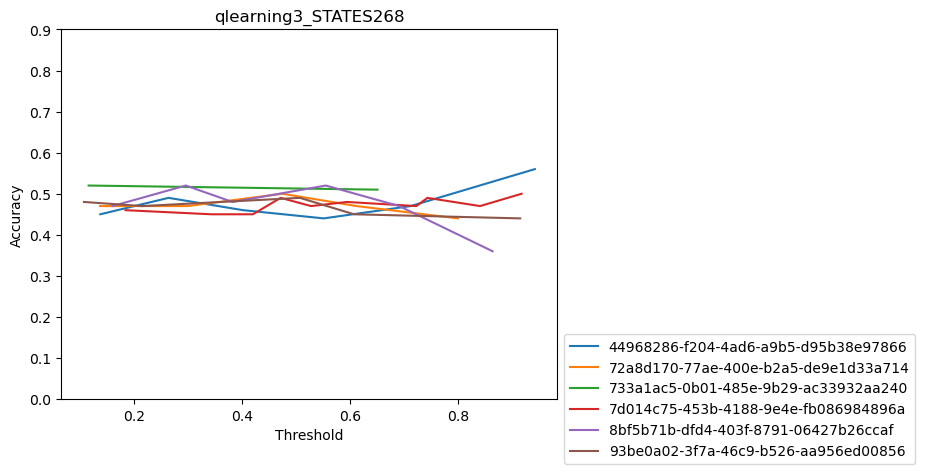 qlearning3_STATES268
Accuracy
0.9
0.8
0.7
0.6
0.5
0.4
0.3
0.2
0.1
0.0
0.2
0.4
0.6
0.8
Threshold
44968286-f204-4ad6-a9b5-d95b38e97866
72a8d170-77ae-400e-b2a5-de9e1d33a714
733a1ac5-0b01-485e-9b29-ac33932aa240
7d014c75-453b-4188-9e4e-fb086984896a
8bf5b71b-dfd4-403f-8791-06427b26ccaf
93be0a02-3f7a-46c9-b526-aa956ed00856